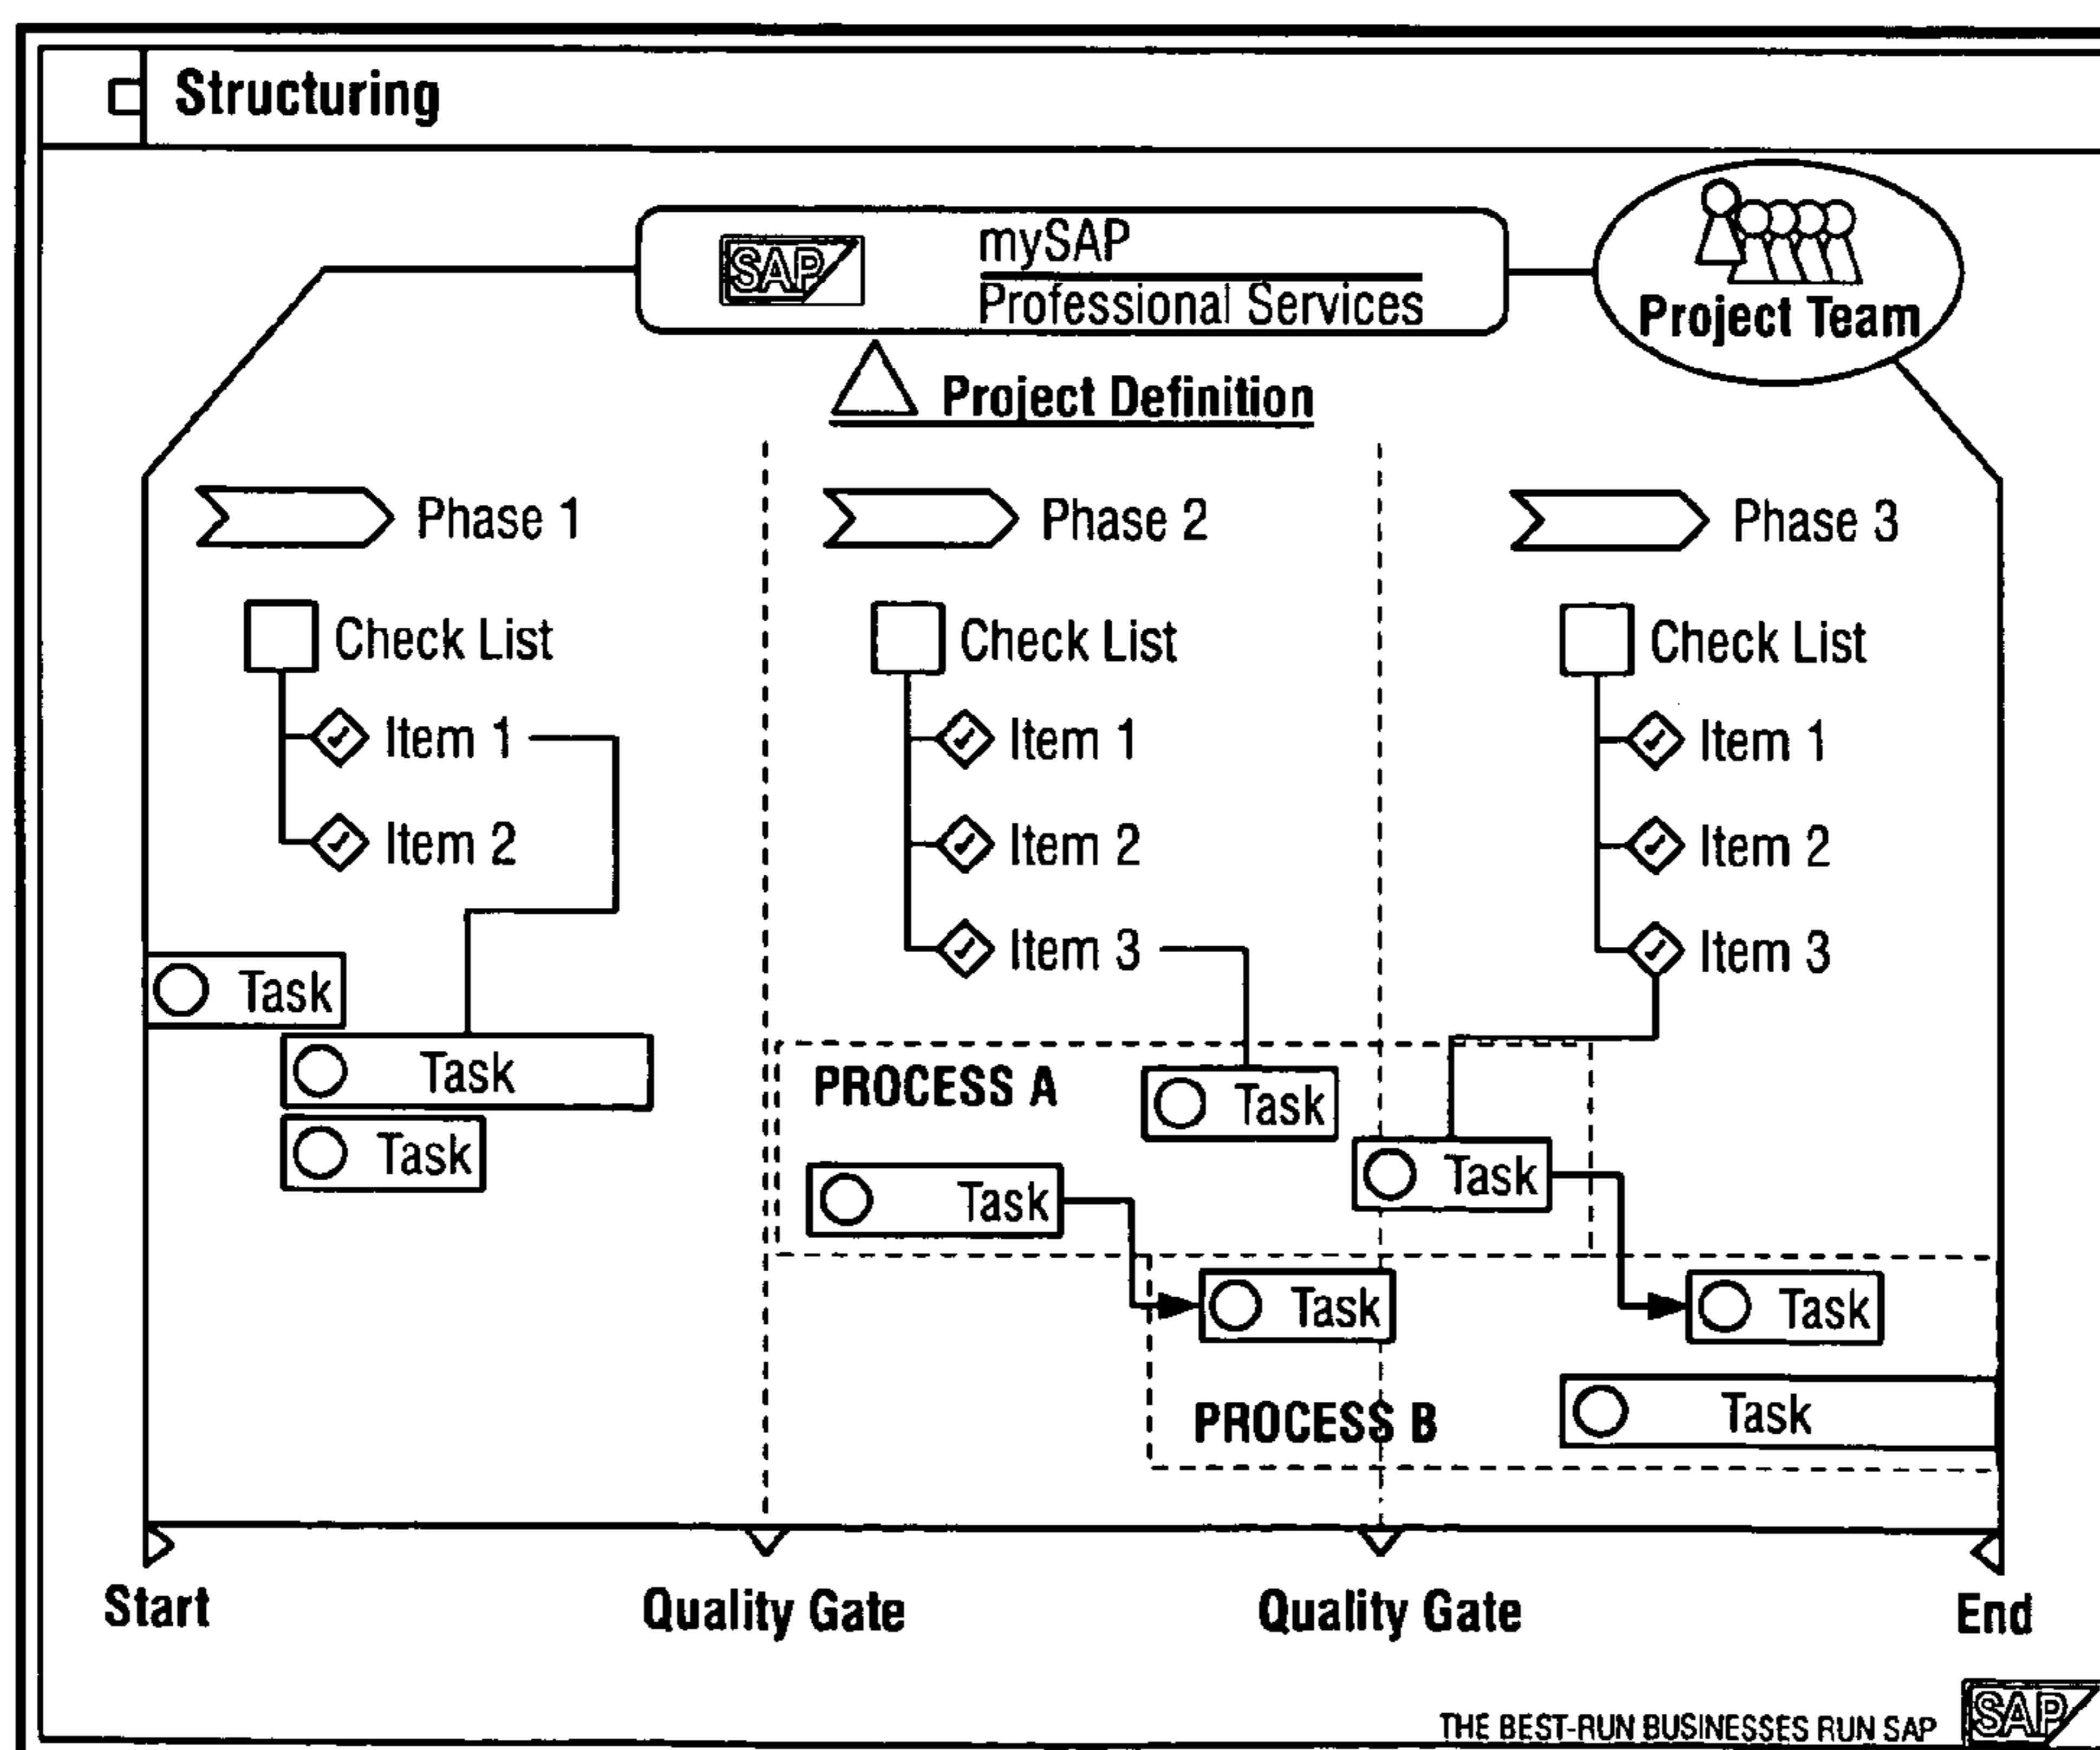 Structuring
SAP
mySAP
Professional Services
Project Team
Project Definition
Phase 1
Phase 2
Phase 3
Check List
Check List
Check List
Item 1
Item 1
Item 1
Item 2
Item 2
Item 2
Item 3
Item 3
Task
Task
Task
PROCESS A
Task
Task
Task
Task
Task
PROCESS B
Task
Start
Quality Gate
Quality Gate
End
THE BEST-RUN BUSINESSES RUN SAP
SAP